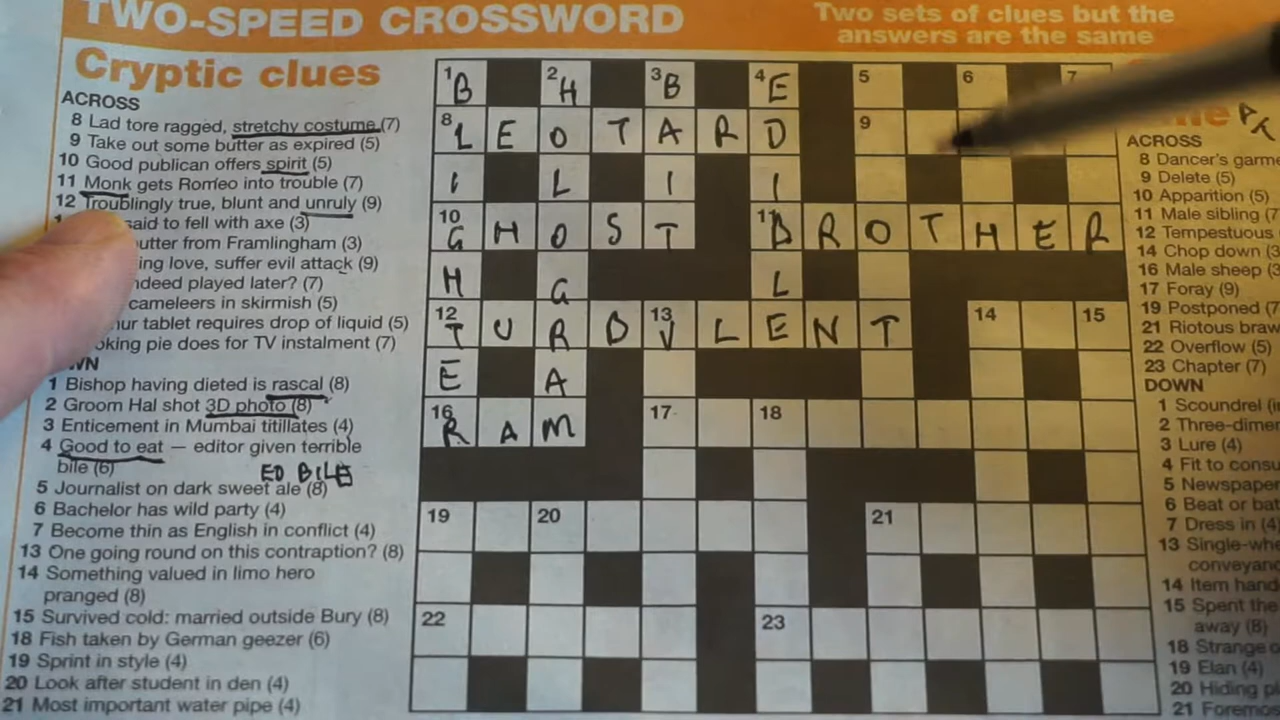 TWO-SPEED CROSSWORD
Two sets of clues but the
answers are the same
Cryptic clues
ACROSS
8 Lad tore ragged, stretchy costume (7)
9 Take out some butter as expired (5)
10 Good publican offers spirit (5)
11 Monk gets Romeo into trouble (7)
12 Troublingly true, blunt and unruly (9)
said to fell with axe (3)
utter from Framlingham (3)
ing love, suffer evil attack (9)
ndeed played later? (7)
cameleers in skirmish (5)
ur tablet requires drop of liquid (5)
king pie does for TV instalment (7)
WN
1 Bishop having dieted is rascal (8)
2 Groom Hal shot 3D photo (8)
3 Enticement in Mumbai titillates (4)
4 Good to eat — editor given terrible
bile (6)
ED BILE
5 Journalist on dark sweet ale (8)
6 Bachelor has wild party (4)
7 Become thin as English in conflict (4)
13 One going round on this contraption? (8)
14 Something valued in limo hero
pranged (8)
15 Survived cold: married outside Bury (8)
18 Fish taken by German geezer (6)
19 Sprint in style (4)
20 Look after student in den (4)
21 Most important water pipe (4)
1 B 2 H 3 B 4 E 5 6 7
8 L E O T A R D 9
I L I I
10 G H O S T 11 B R O T H E R
H G L
12 T U R B 13 U L E N T 14 15
E A
16 R A M 17 18
19 20 21
22 23
me
ACROSS
8 Dancer's garme
9 Delete (5)
10 Apparition (5)
11 Male sibling (7
12 Tempestuous
14 Chop down (3
16 Male sheep (3
17 Foray (9)
19 Postponed (7
21 Riotous braw
22 Overflow (5)
23 Chapter (7)
DOWN
1 Scoundrel (i
2 Three-dimen
3 Lure (4)
4 Fit to consu
5 Newspaper
6 Beat or bat
7 Dress in (4)
13 Single-whe
conveyanc
14 Item hand
15 Spent the
away (8)
18 Strange o
19 Elan (4)
20 Hiding pl
21 Foremos